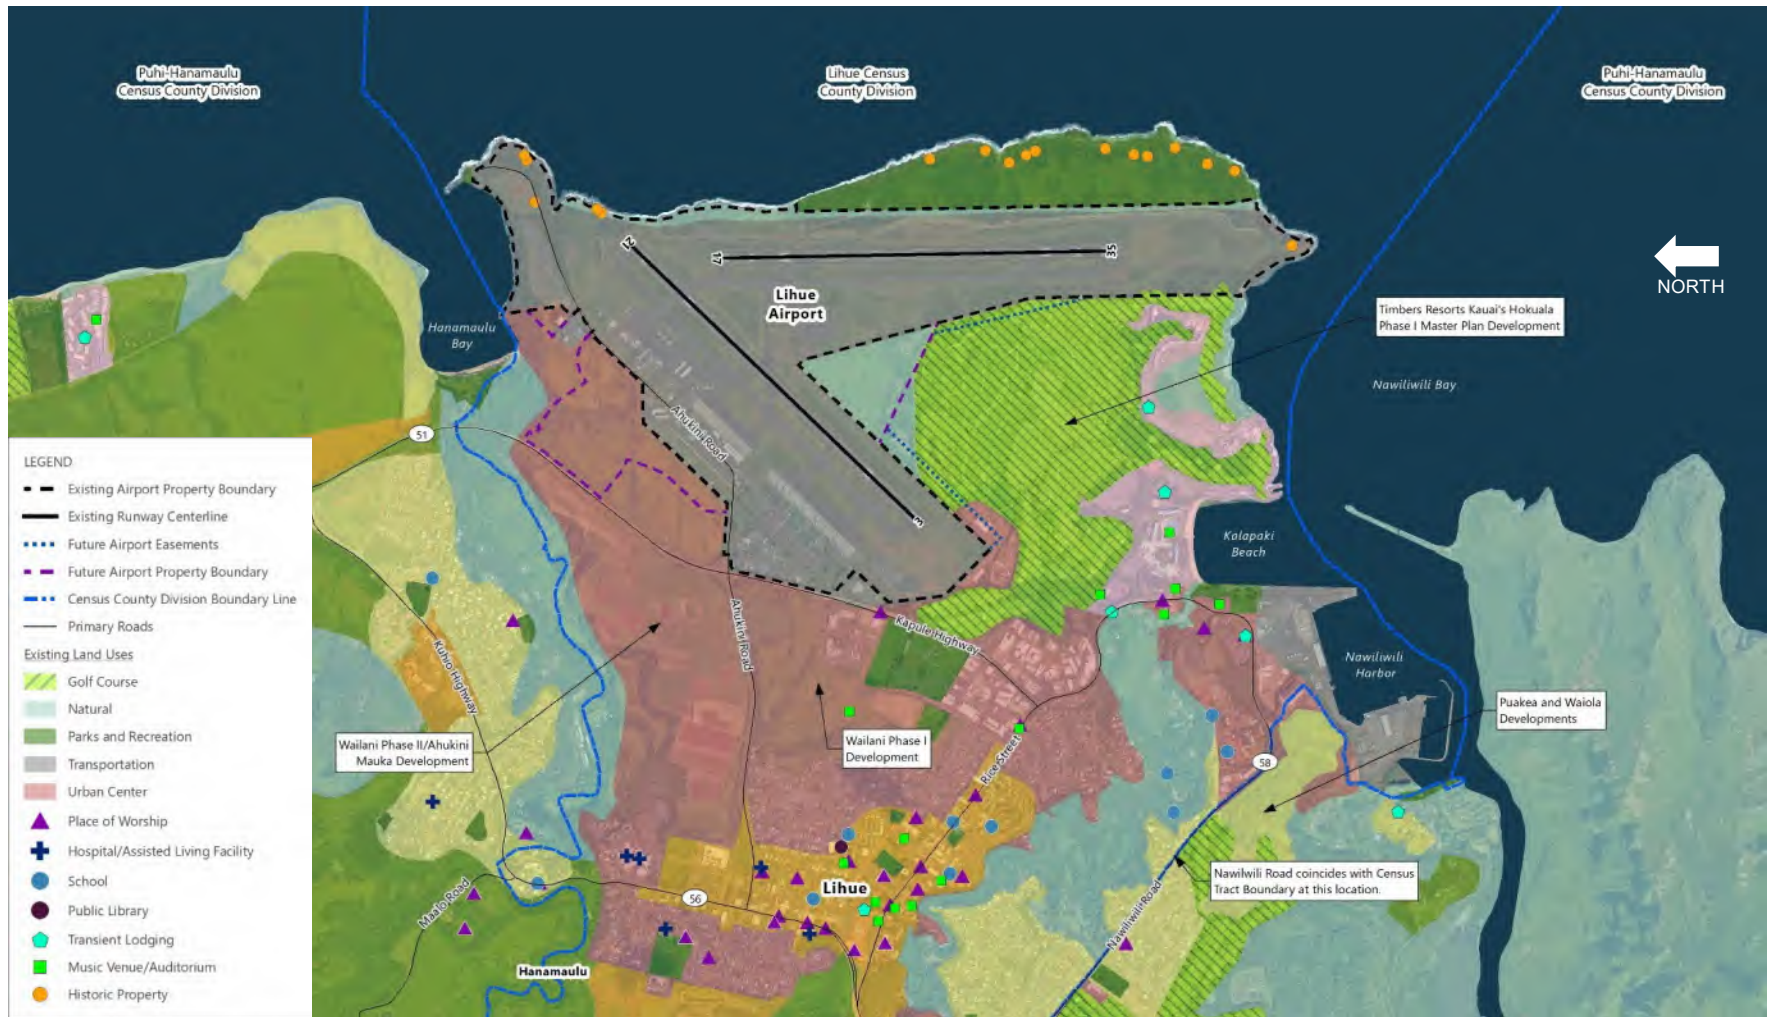 Puhi-Hanamaulu
Census County Division
Lihue Census
County Division
Puhi-Hanamaulu
Census County Division
NORTH
21
17
35
3
Lihue
Airport
Hanamaulu
Bay
Timbers Resorts Kauai's Hokuala
Phase I Master Plan Development
Nawiliwili Bay
51
Ahukini Road
Kalapaki
Beach
LEGEND
Existing Airport Property Boundary
Existing Runway Centerline
Future Airport Easements
Future Airport Property Boundary
Census County Division Boundary Line
Primary Roads
Existing Land Uses
Golf Course
Natural
Parks and Recreation
Transportation
Urban Center
Place of Worship
Hospital/Assisted Living Facility
School
Public Library
Transient Lodging
Music Venue/Auditorium
Historic Property
Kuhio Highway
Ahukini Road
Kapule Highway
Nawiliwili
Harbor
Wailani Phase II/Ahukini
Mauka Development
Wailani Phase I
Development
Puakea and Waiola
Developments
Rice Street
58
Nawilwili Road coincides with Census
Tract Boundary at this location.
Lihue
56
Maalo Road
Nawiliwili Road
Hanamaulu